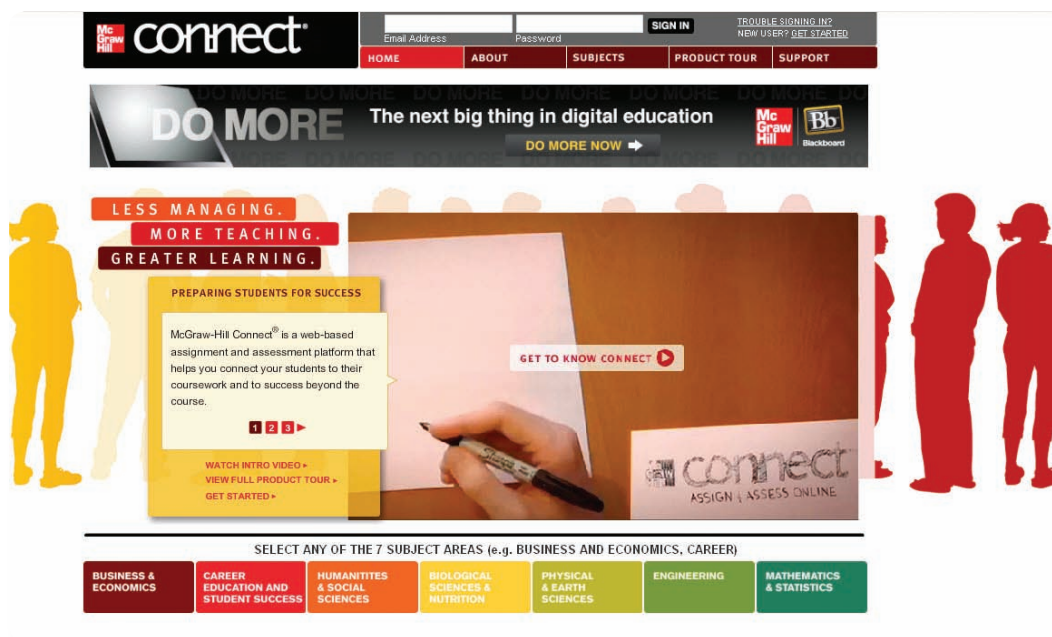 Mc
Graw
Hill
connect
SIGN IN
TROUBLE SIGNING IN?
Email Address
Password
NEW USER? GET STARTED
HOME
ABOUT
SUBJECTS
PRODUCT TOUR
SUPPORT
DO MORE
The next big thing in digital education
DO MORE NOW
Mc
Graw
Hill
Bb
Blackboard
LESS MANAGING.
MORE TEACHING.
GREATER LEARNING.
PREPARING STUDENTS FOR SUCCESS
McGraw-Hill Connect® is a web-based
assignment and assessment platform that
helps you connect your students to their
coursework and to success beyond the
course.
1 2 3
WATCH INTRO VIDEO
VIEW FULL PRODUCT TOUR
GET STARTED
GET TO KNOW CONNECT
connect
ASSIGN | ASSESS ONLINE
SELECT ANY OF THE 7 SUBJECT AREAS (e.g. BUSINESS AND ECONOMICS, CAREER)
BUSINESS &
ECONOMICS
CAREER
EDUCATION AND
STUDENT SUCCESS
HUMANITITES
& SOCIAL
SCIENCES
BIOLOGICAL
SCIENCES &
NUTRITION
PHYSICAL
& EARTH
SCIENCES
ENGINEERING
MATHEMATICS
& STATISTICS